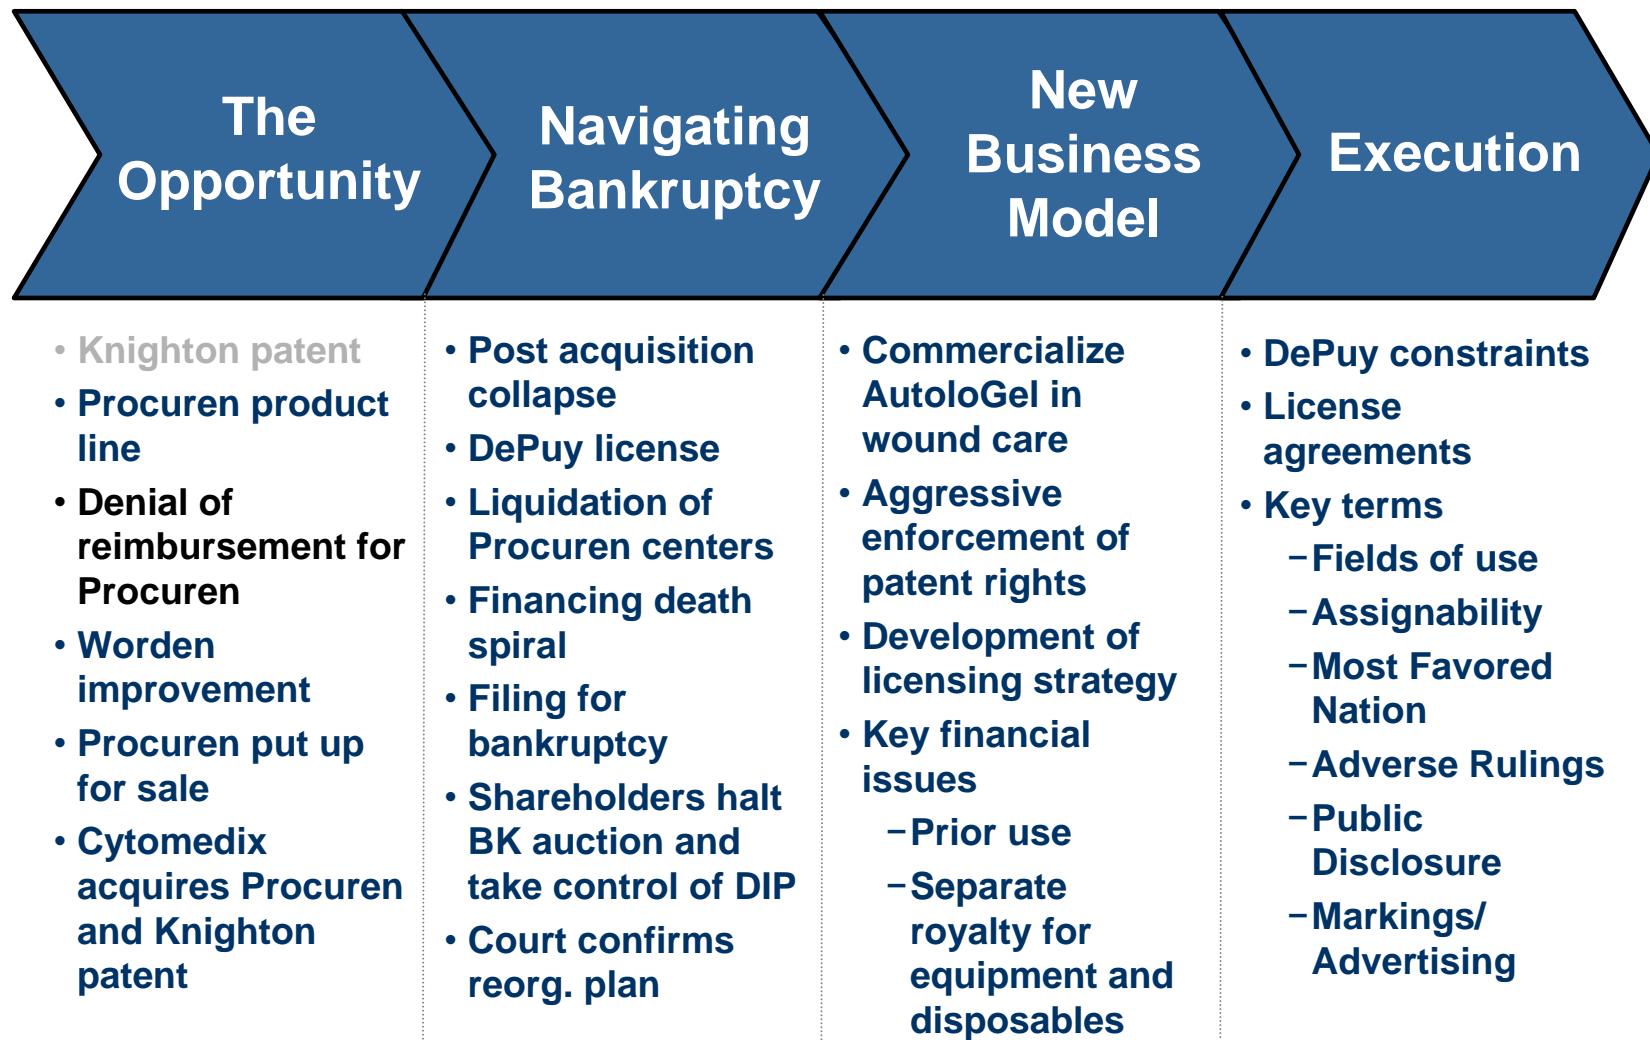 The
Opportunity
Navigating
Bankruptcy
New
Business
Model
Execution
• Knighton patent
• Procuren product
line
• Denial of
reimbursement for
Procuren
• Worden
improvement
• Procuren put up
for sale
• Cytomedix
acquires Procuren
and Knighton
patent
• Post acquisition
collapse
• DePuy license
• Liquidation of
Procuren centers
• Financing death
spiral
• Filing for
bankruptcy
• Shareholders halt
BK auction and
take control of DIP
• Court confirms
reorg. plan
• Commercialize
AutoloGel in
wound care
• Aggressive
enforcement of
patent rights
• Development of
licensing strategy
• Key financial
issues
–Prior use
–Separate
royalty for
equipment and
disposables
• DePuy constraints
• License
agreements
• Key terms
–Fields of use
–Assignability
–Most Favored
Nation
–Adverse Rulings
–Public
Disclosure
–Markings/
Advertising